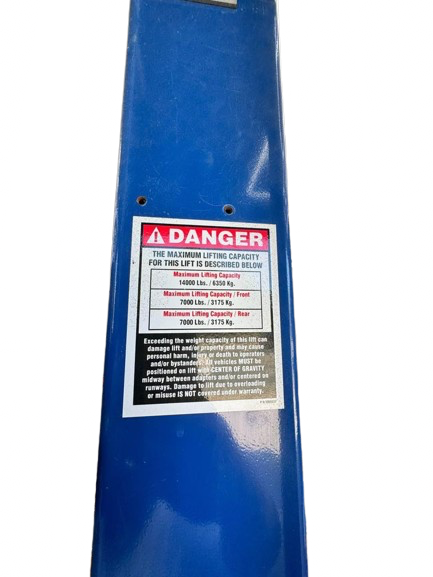 DANGER
THE MAXIMUM LIFTING CAPACITY
FOR THIS LIFT IS DESCRIBED BELOW
Maximum Lifting Capacity
14000 Lbs. / 6350 Kg.
Maximum Lifting Capacity / Front
7000 Lbs. / 3175 Kg.
Maximum Lifting Capacity / Rear
7000 Lbs. / 3175 Kg.
Exceeding the weight capacity of this lift can
damage lift and/or property and may cause
personal harm, injury or death to operators
and/or bystanders. All vehicles MUST be
positioned on lift with CENTER OF GRAVITY
midway between adapters and/or centered on
runways. Damage to lift due to overloading
or misuse IS NOT covered under warranty.